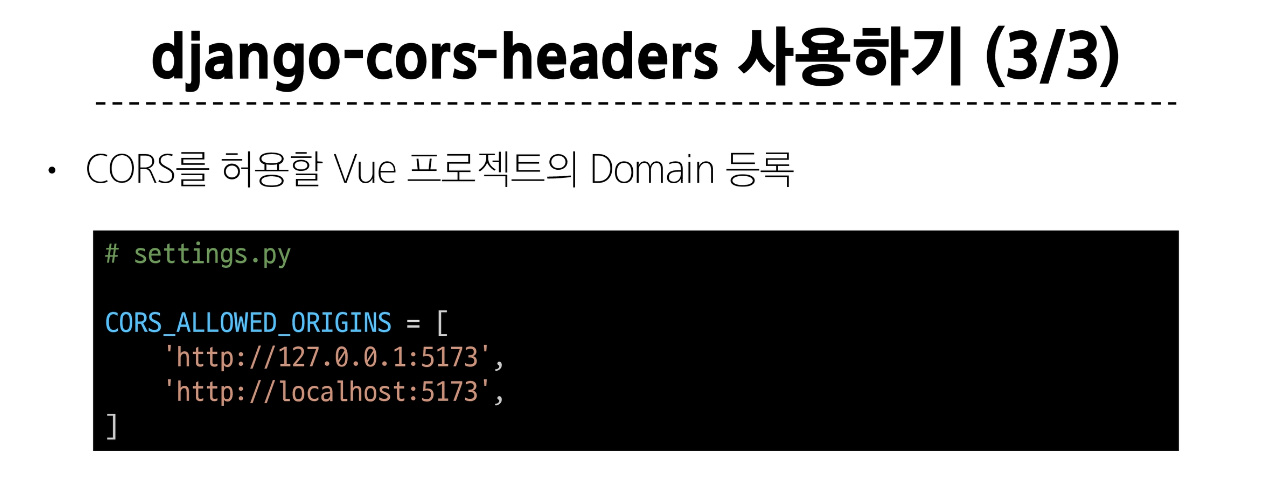 django-cors-headers 사용하기 (3/3)
• CORS를 허용할 Vue 프로젝트의 Domain 등록
# settings.py
CORS_ALLOWED_ORIGINS = [
    'http://127.0.0.1:5173',
    'http://localhost:5173',
]